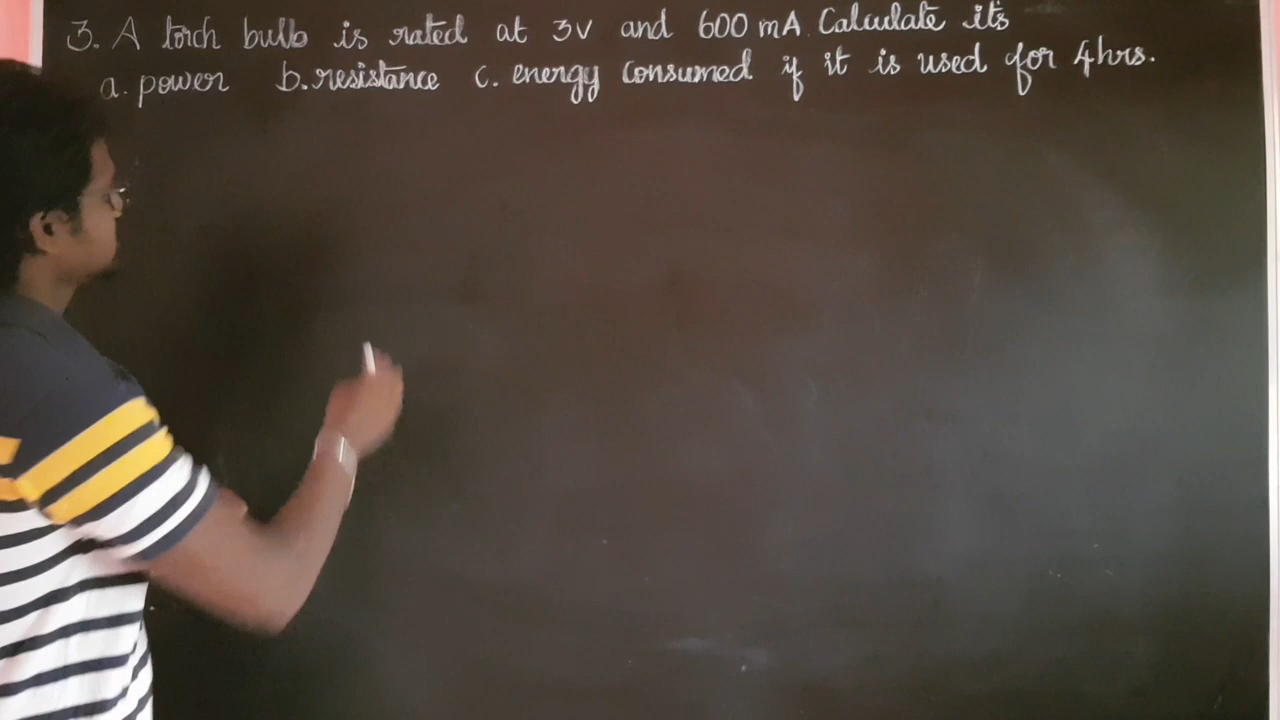 3. A torch bulb is rated at 3V and 600 mA. Calculate its
a. power b. resistance c. energy consumed if it is used for 4hrs.